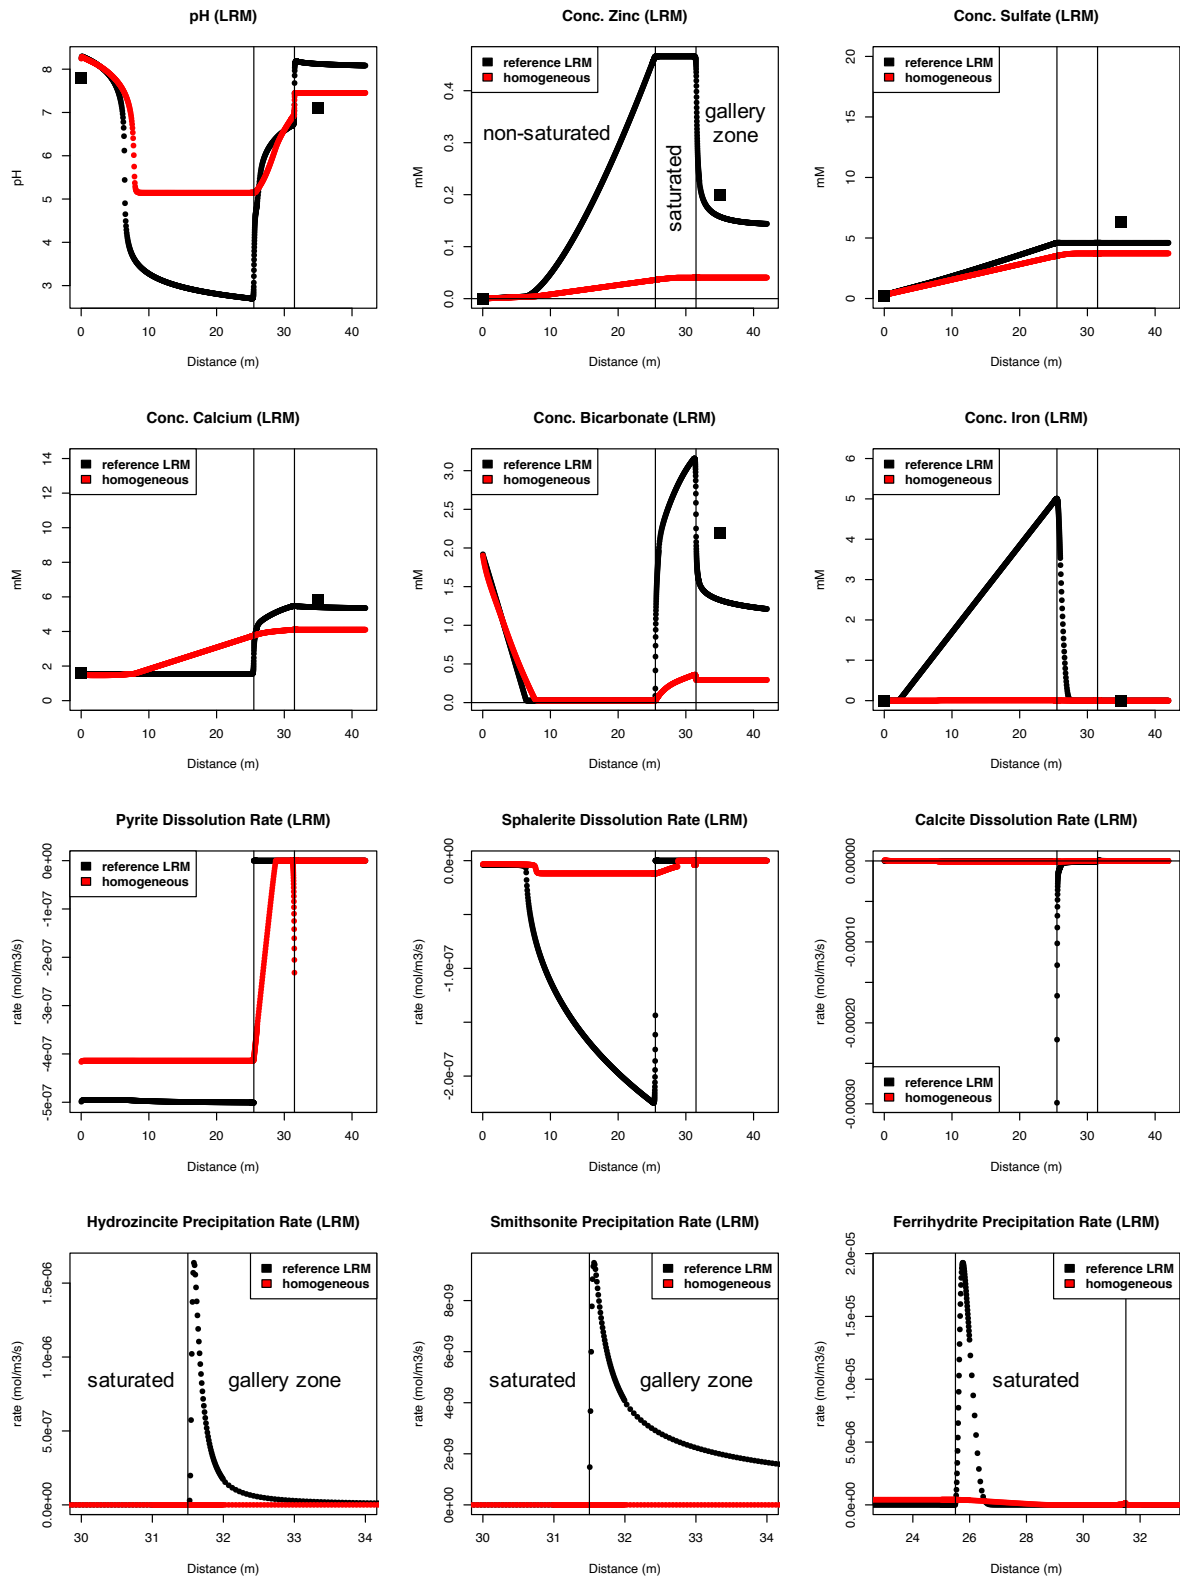 pH (LRM)
8
7
6
5
4
3
pH
0 10 20 30 40
Distance (m)
Conc. Zinc (LRM)
reference LRM
homogeneous
non-saturated
saturated
gallery
zone
0.4
0.3
0.2
0.1
0.0
mM
0 10 20 30 40
Distance (m)
Conc. Sulfate (LRM)
reference LRM
homogeneous
20
15
10
5
0
mM
0 10 20 30 40
Distance (m)
Conc. Calcium (LRM)
reference LRM
homogeneous
14
12
10
8
6
4
2
0
mM
0 10 20 30 40
Distance (m)
Conc. Bicarbonate (LRM)
reference LRM
homogeneous
3.0
2.5
2.0
1.5
1.0
0.5
0.0
mM
0 10 20 30 40
Distance (m)
Conc. Iron (LRM)
reference LRM
homogeneous
6
5
4
3
2
1
0
mM
0 10 20 30 40
Distance (m)
Pyrite Dissolution Rate (LRM)
reference LRM
homogeneous
0e+00
-1e-07
-2e-07
-3e-07
-4e-07
-5e-07
rate (mol/m3/s)
0 10 20 30 40
Distance (m)
Sphalerite Dissolution Rate (LRM)
0.0e+00
-1.0e-07
-2.0e-07
rate (mol/m3/s)
0 10 20 30 40
Distance (m)
Calcite Dissolution Rate (LRM)
0.00000
-0.00010
-0.00020
-0.00030
rate (mol/m3/s)
reference LRM
homogeneous
0 10 20 30 40
Distance (m)
Hydrozincite Precipitation Rate (LRM)
reference LRM
homogeneous
saturated
gallery zone
1.5e-06
1.0e-06
5.0e-07
0.0e+00
rate (mol/m3/s)
30 31 32 33 34
Distance (m)
Smithsonite Precipitation Rate (LRM)
reference LRM
homogeneous
saturated
gallery zone
8e-09
6e-09
4e-09
2e-09
0e+00
rate (mol/m3/s)
30 31 32 33 34
Distance (m)
Ferrihydrite Precipitation Rate (LRM)
reference LRM
homogeneous
saturated
2.0e-05
1.5e-05
1.0e-05
5.0e-06
0.0e+00
rate (mol/m3/s)
24 26 28 30 32
Distance (m)